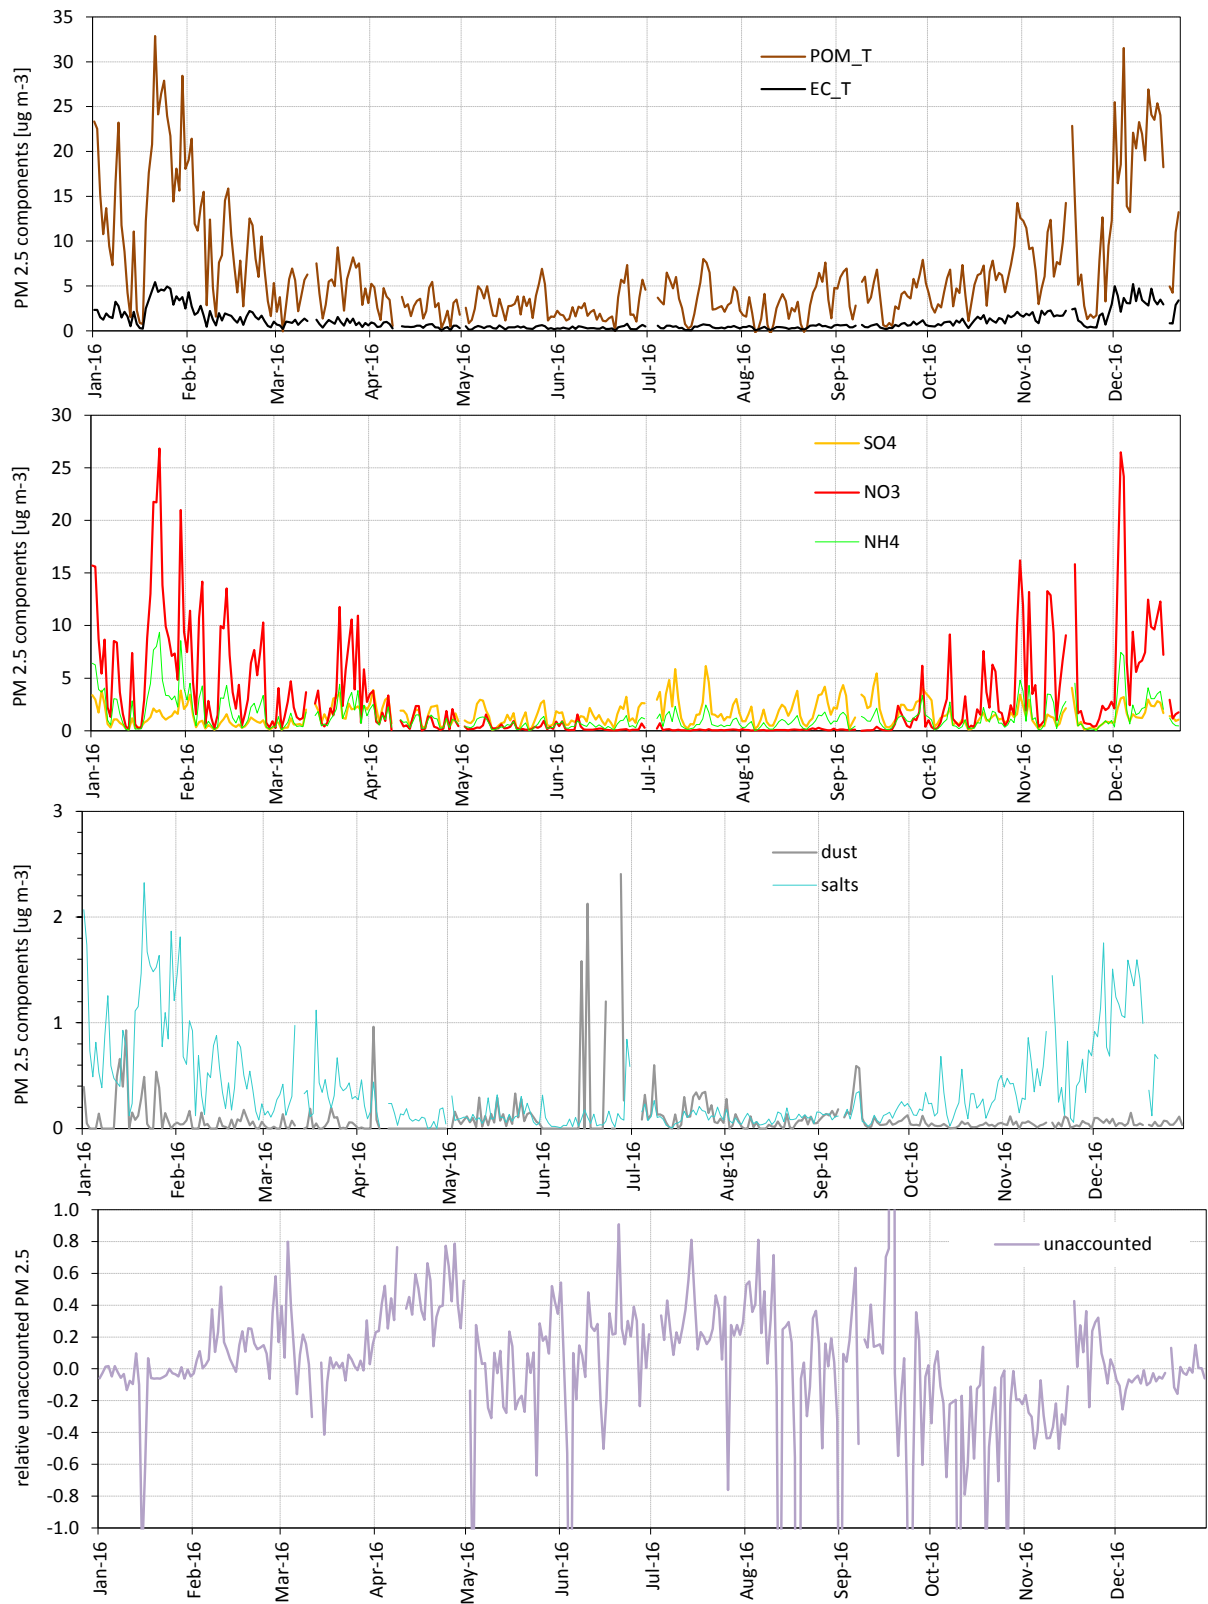 PM 2.5 components [ug m-3]
35
30
25
20
15
10
5
0
POM_T
EC_T
Jan-16
Feb-16
Mar-16
Apr-16
May-16
Jun-16
Jul-16
Aug-16
Sep-16
Oct-16
Nov-16
Dec-16
PM 2.5 components [ug m-3]
30
25
20
15
10
5
0
SO4
NO3
NH4
Jan-16
Feb-16
Mar-16
Apr-16
May-16
Jun-16
Jul-16
Aug-16
Sep-16
Oct-16
Nov-16
Dec-16
PM 2.5 components [ug m-3]
3
2
1
0
dust
salts
Jan-16
Feb-16
Mar-16
Apr-16
May-16
Jun-16
Jul-16
Aug-16
Sep-16
Oct-16
Nov-16
Dec-16
relative unaccounted PM 2.5
1.0
0.8
0.6
0.4
0.2
0.0
-0.2
-0.4
-0.6
-0.8
-1.0
unaccounted
Jan-16
Feb-16
Mar-16
Apr-16
May-16
Jun-16
Jul-16
Aug-16
Sep-16
Oct-16
Nov-16
Dec-16